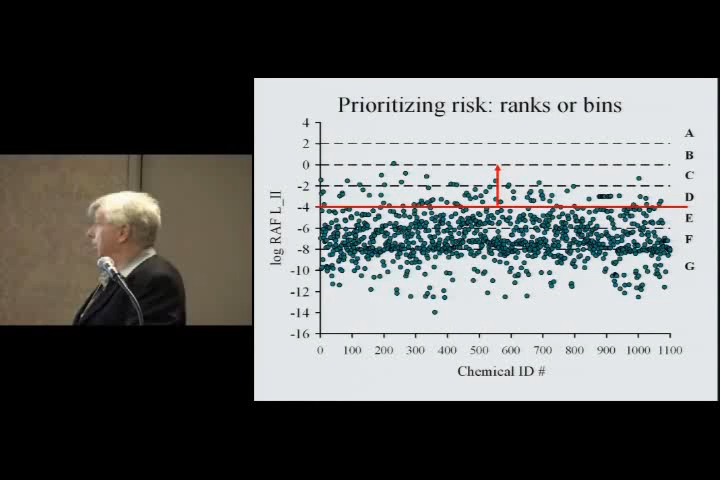 Prioritizing risk: ranks or bins
4
2
0
-2
-4
-6
-8
-10
-12
-14
-16
log RAF L_II
A
B
C
D
E
F
G
0 100 200 300 400 500 600 700 800 900 1000 1100
Chemical ID #